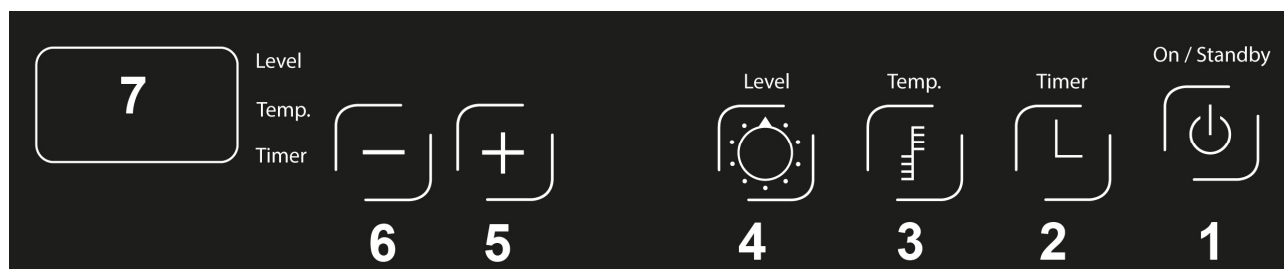 On / Standby
Level
7
Level
Temp.
Timer
Temp.
Timer
6
5
4
3
2
1